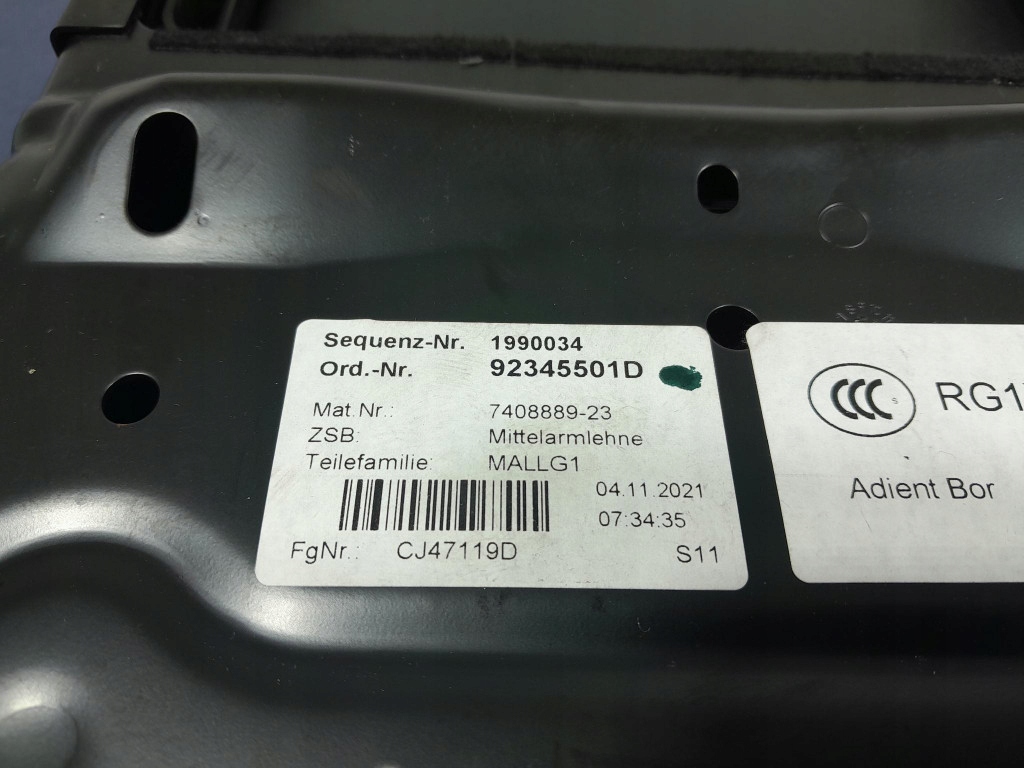 Sequenz-Nr. 1990034
Ord.-Nr. 92345501D
Mat.Nr.: 7408889-23
ZSB: Mittelarmlehne
Teilefamilie: MALLG1
04.11.2021
07:34:35
FgNr.: CJ47119D S11
CCC S RG1
Adient Bor